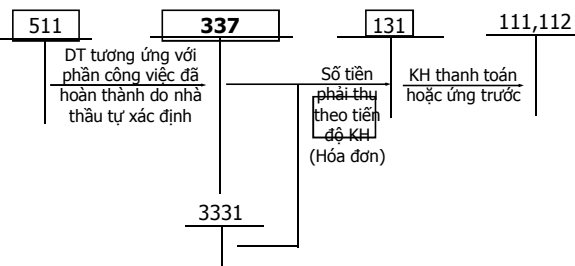 511
337
131
111,112
DT tương ứng với
phần công việc đã
hoàn thành do nhà
thầu tự xác định
Số tiền
phải thu
theo tiến
độ KH
(Hóa đơn)
KH thanh toán
hoặc ứng trước
3331